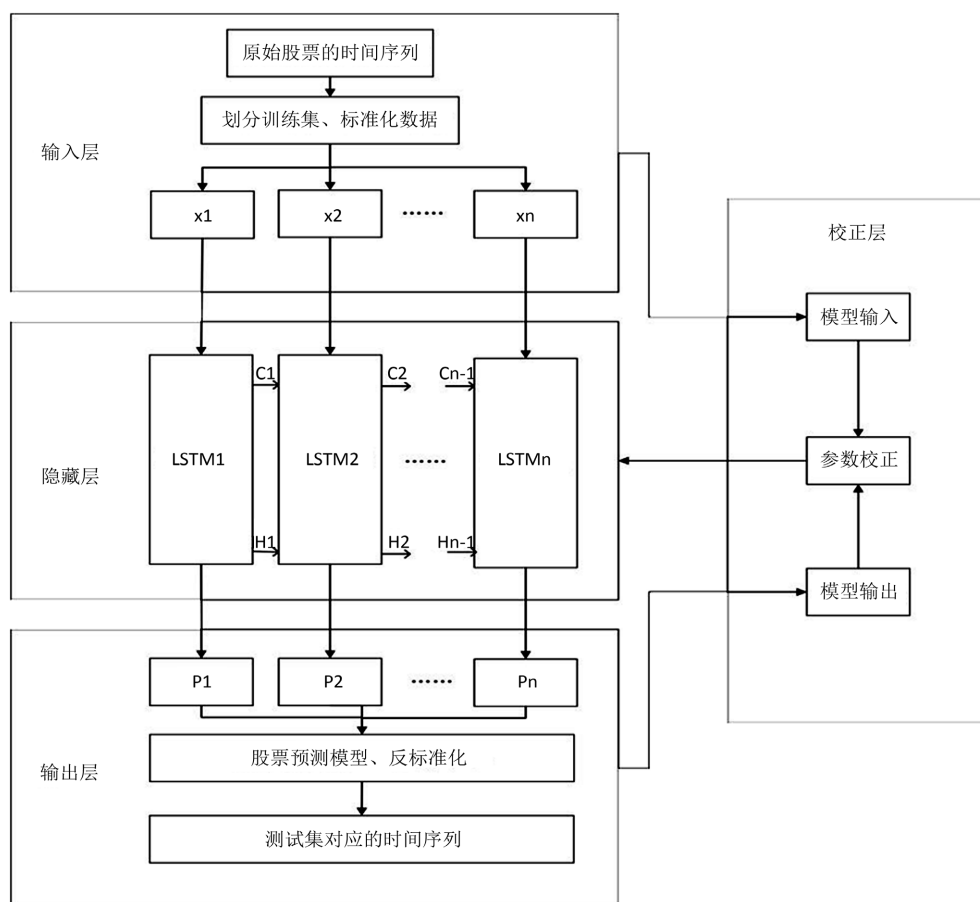 原始股票的时间序列
划分训练集、标准化数据
输入层
x1 x2 …… xn
校正层
模型输入
C1 C2 Cn-1
LSTM1 LSTM2 …… LSTMn
隐藏层
参数校正
H1 H2 Hn-1
模型输出
P1 P2 …… Pn
股票预测模型、反标准化
输出层
测试集对应的时间序列